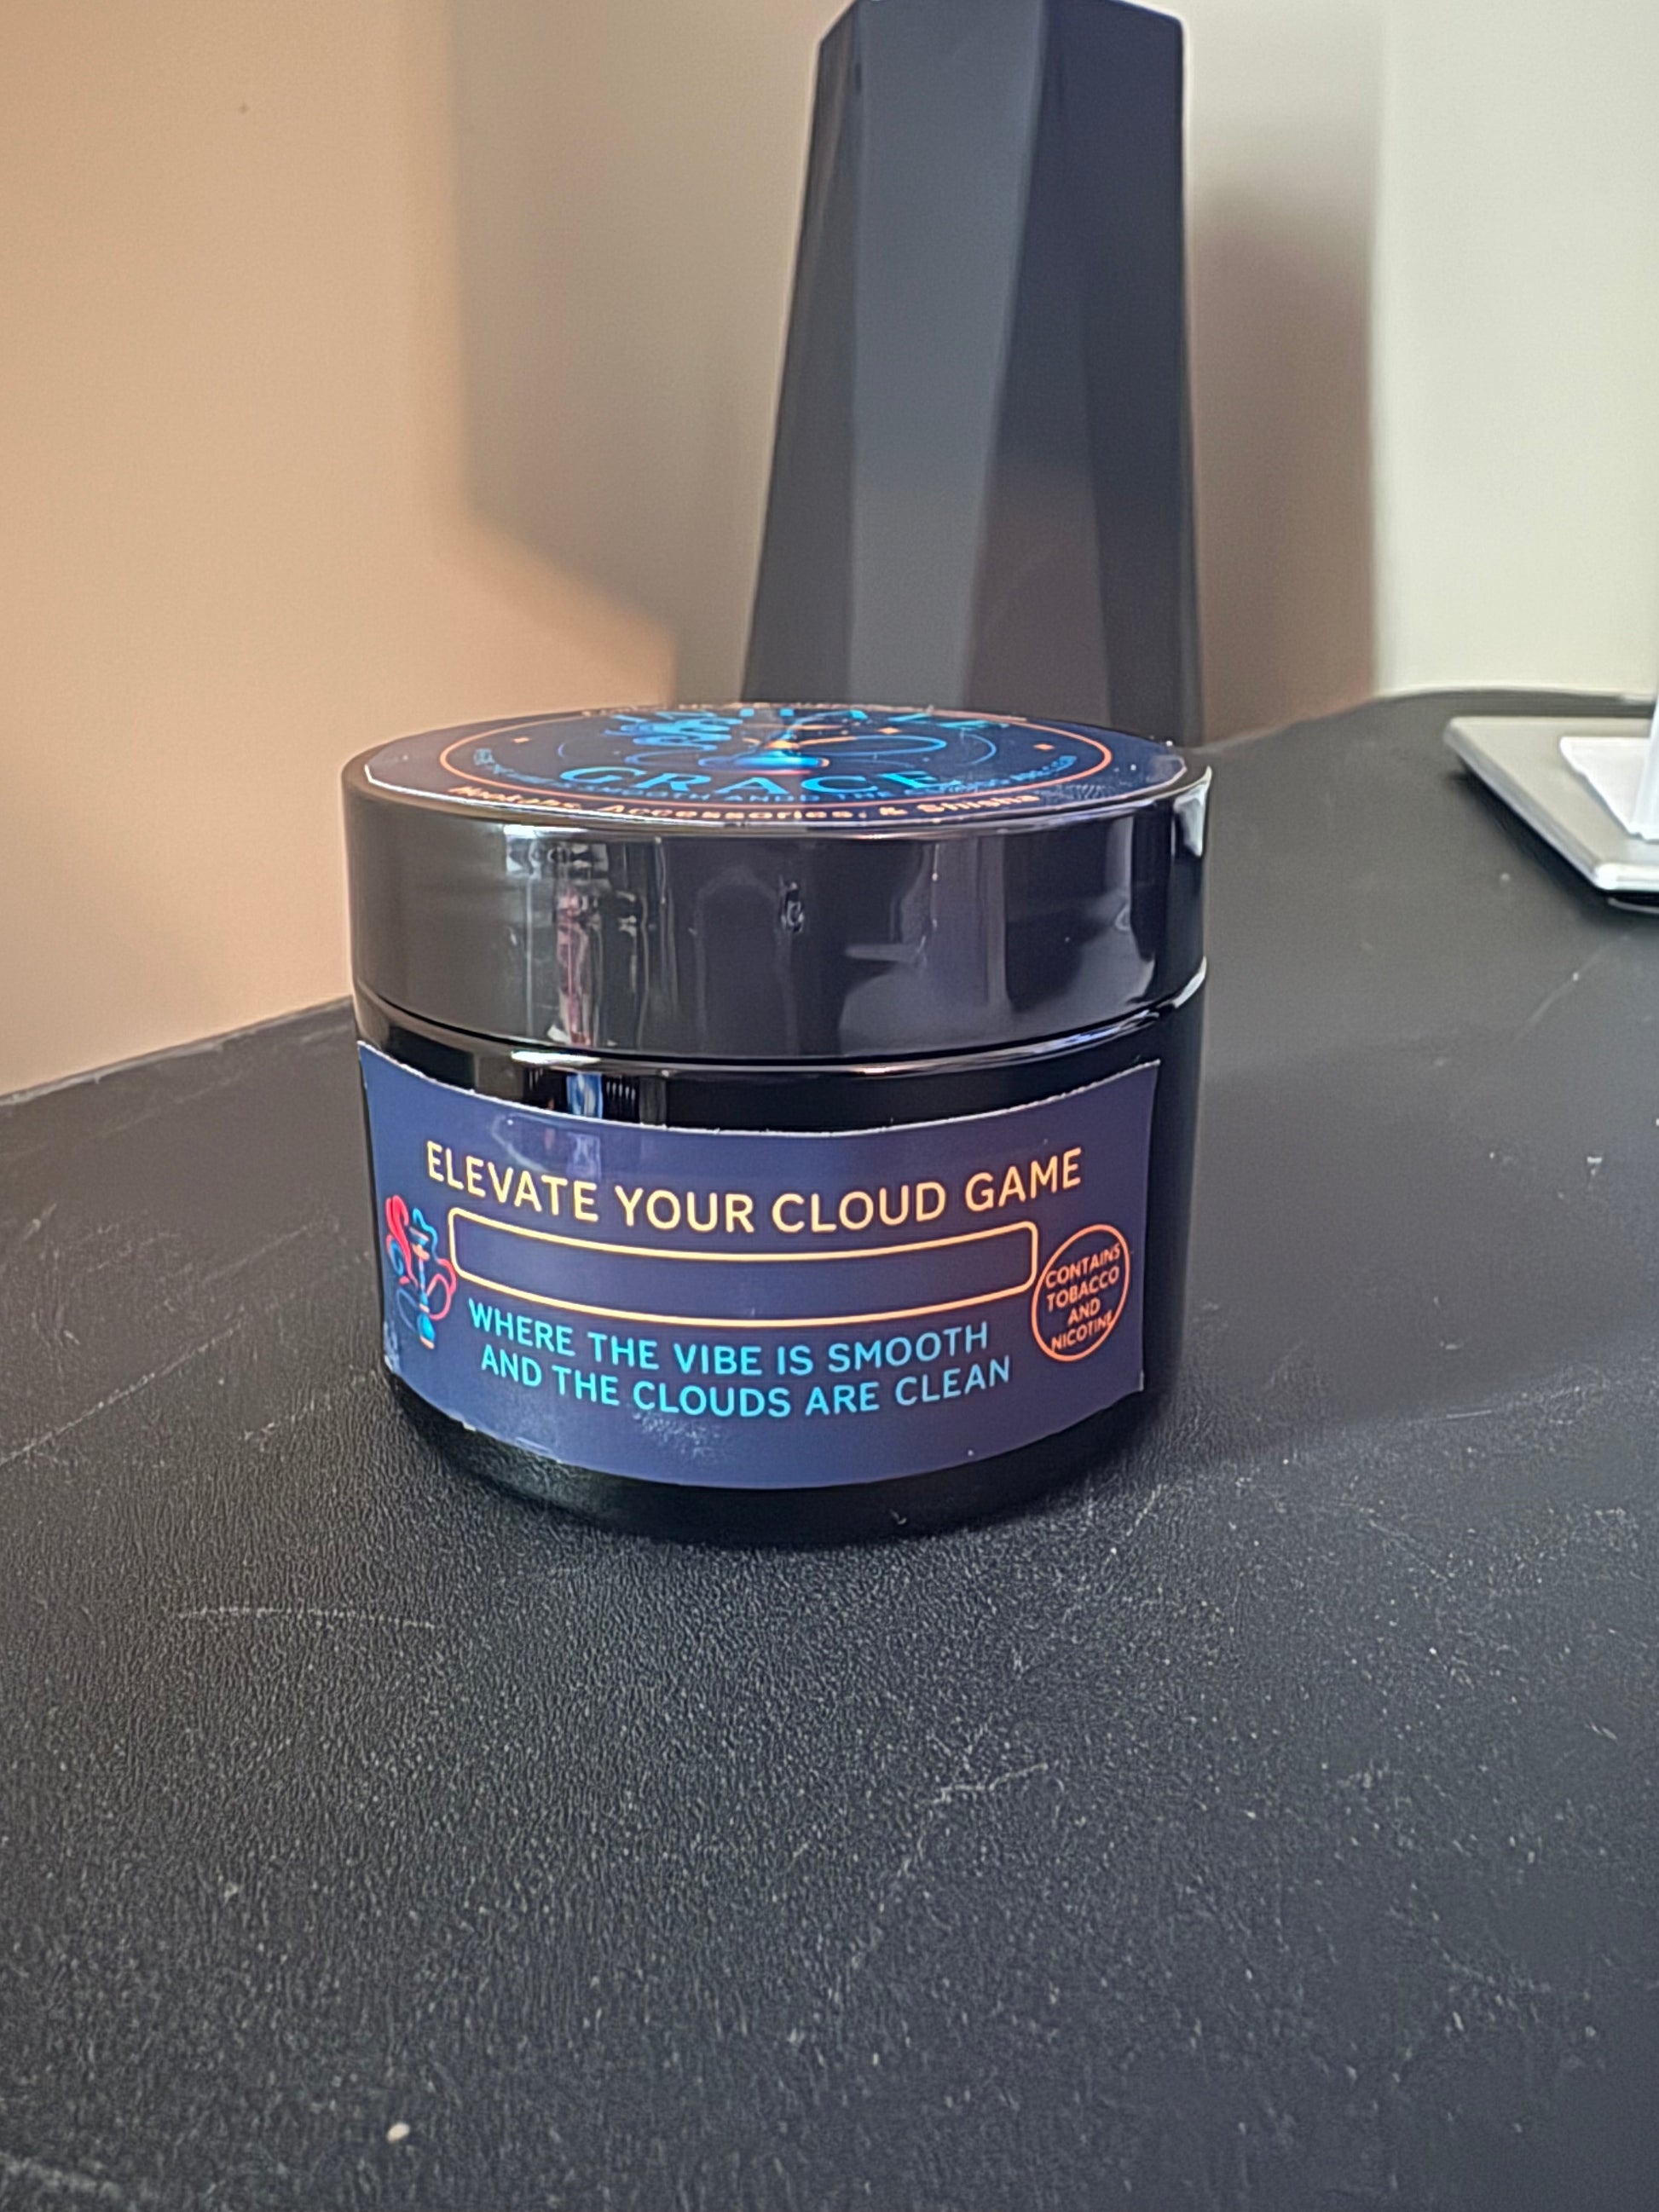 GRACE
Hookahs, Accessories, & Shisha
ELEVATE YOUR CLOUD GAME
WHERE THE VIBE IS SMOOTH
AND THE CLOUDS ARE CLEAN
CONTAINS
TOBACCO
AND
NICOTINE